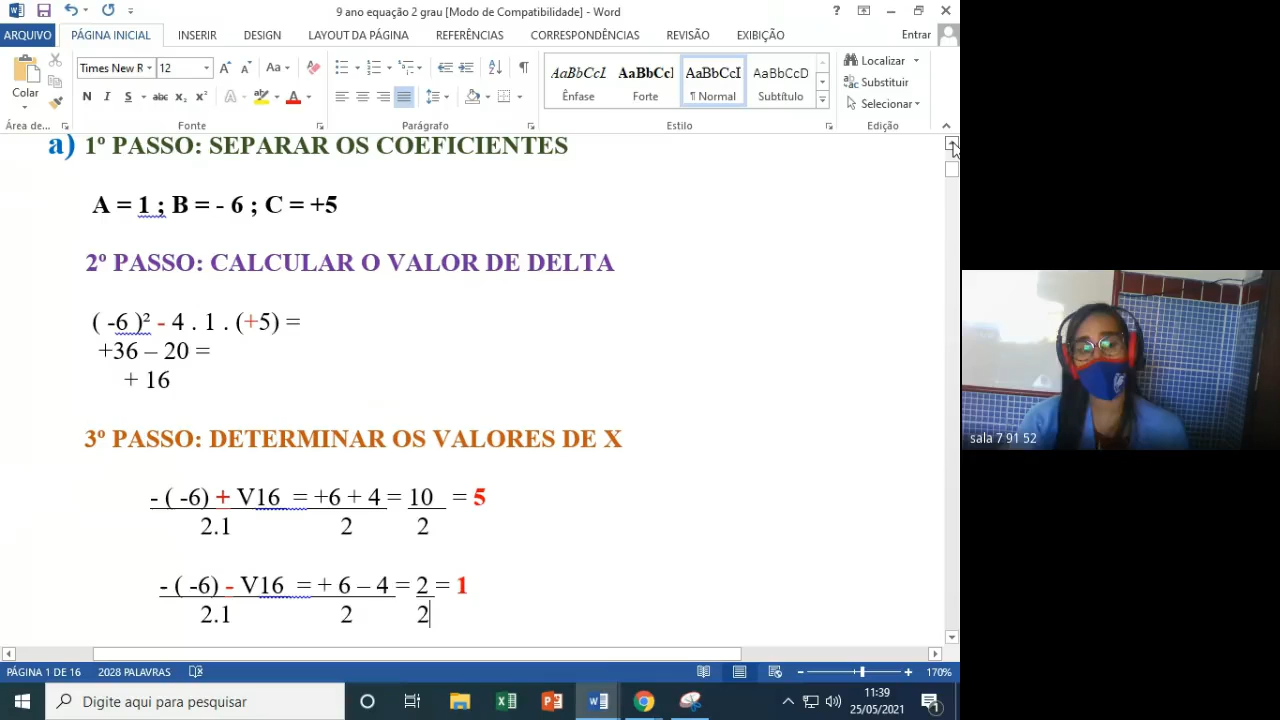 9 ano equação 2 grau [Modo de Compatibilidade] - Word
ARQUIVO PÁGINA INICIAL INSERIR DESIGN LAYOUT DA PÁGINA REFERÊNCIAS CORRESPONDÊNCIAS REVISÃO EXIBIÇÃO Entrar
Colar
Times New R 12
N I S abc x₂ x²
AaBbCcI AaBbCcI AaBbCcI AaBbCcD
Ênfase Forte ¶ Normal Subtítulo
Localizar
Substituir
Selecionar
Área de... Fonte Parágrafo Estilo Edição
a) 1º PASSO: SEPARAR OS COEFICIENTES
A = 1 ; B = - 6 ; C = +5
2º PASSO: CALCULAR O VALOR DE DELTA
( -6 )² - 4 . 1 . (+5) =
+36 – 20 =
+ 16
3º PASSO: DETERMINAR OS VALORES DE X
- ( -6) + V16 = +6 + 4 = 10 = 5
2.1 2 2
- ( -6) - V16 = + 6 – 4 = 2 = 1
2.1 2 2
sala 7 91 52
PÁGINA 1 DE 16 2028 PALAVRAS 170%
Digite aqui para pesquisar
11:39
25/05/2021
1